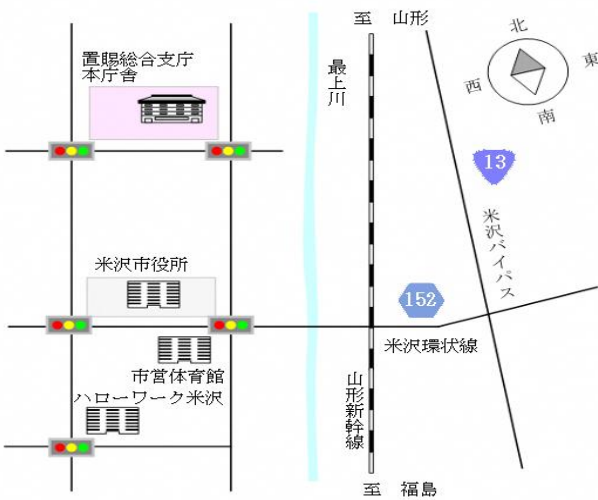 至 山形
北
東
西
南
置賜総合支庁
本庁舎
最上川
13
米沢バイパス
米沢市役所
152
米沢環状線
市営体育館
ハローワーク米沢
山形新幹線
至 福島